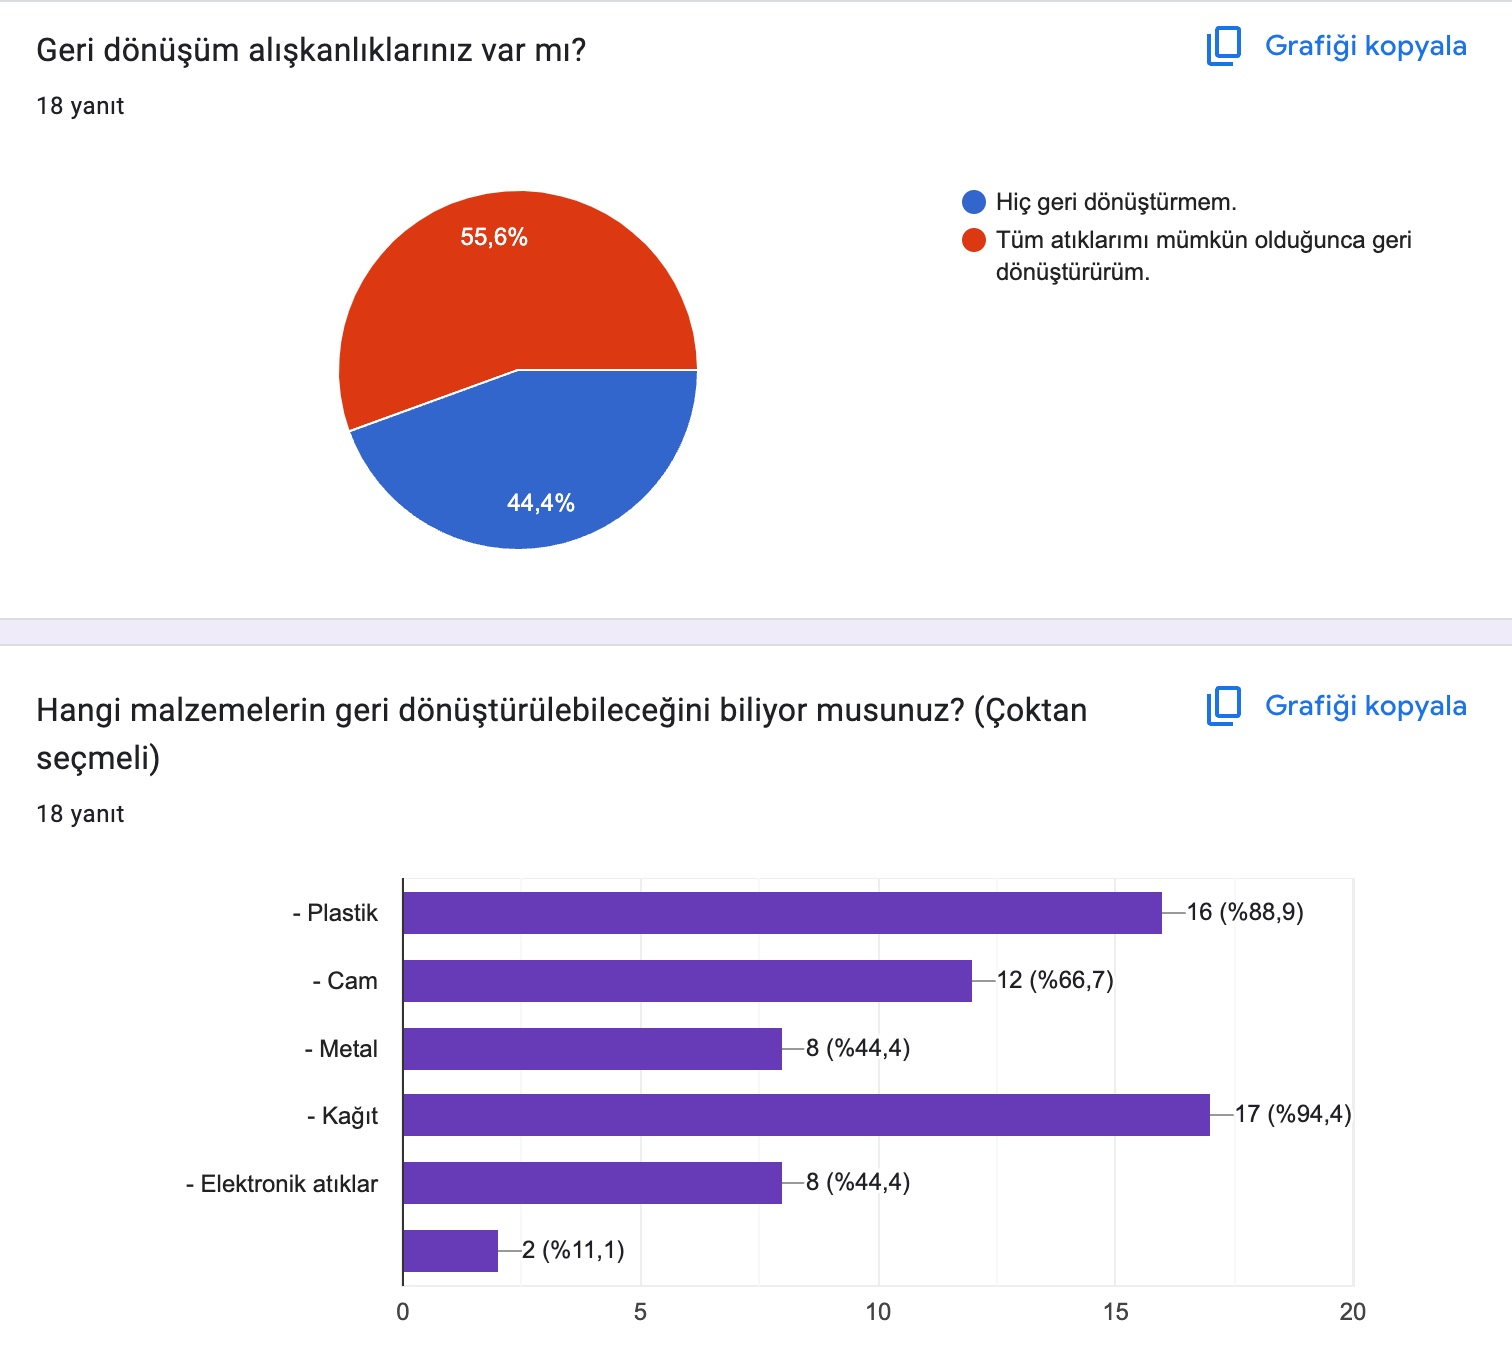 Geri dönüşüm alışkanlıklarınız var mı?
Grafiği kopyala
18 yanıt
55,6%
44,4%
Hiç geri dönüştürmem.
Tüm atıklarımı mümkün olduğunca geri
dönüştürürüm.
Hangi malzemelerin geri dönüştürülebileceğini biliyor musunuz? (Çoktan
seçmeli)
Grafiği kopyala
18 yanıt
- Plastik 16 (%88,9)
- Cam 12 (%66,7)
- Metal 8 (%44,4)
- Kağıt 17 (%94,4)
- Elektronik atıklar 8 (%44,4)
2 (%11,1)
0 5 10 15 20